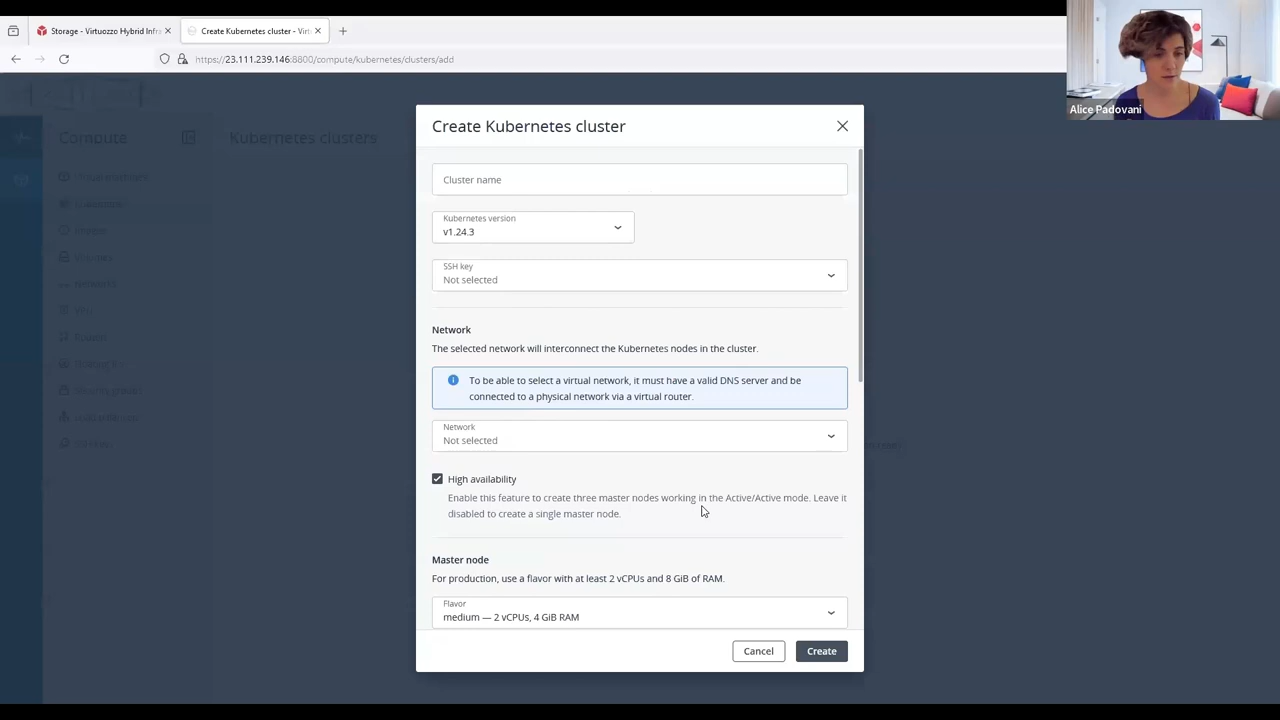 Storage - Virtuozzo Hybrid Infra
Create Kubernetes cluster - Virt
https://23.111.239.146:8800/compute/kubernetes/clusters/add
Alice Padovani
Compute
Kubernetes clusters
Create Kubernetes cluster
Cluster name
Kubernetes version
v1.24.3
SSH key
Not selected
Network
The selected network will interconnect the Kubernetes nodes in the cluster.
To be able to select a virtual network, it must have a valid DNS server and be
connected to a physical network via a virtual router.
Network
Not selected
High availability
Enable this feature to create three master nodes working in the Active/Active mode. Leave it
disabled to create a single master node.
Master node
For production, use a flavor with at least 2 vCPUs and 8 GiB of RAM.
Flavor
medium — 2 vCPUs, 4 GiB RAM
Cancel
Create